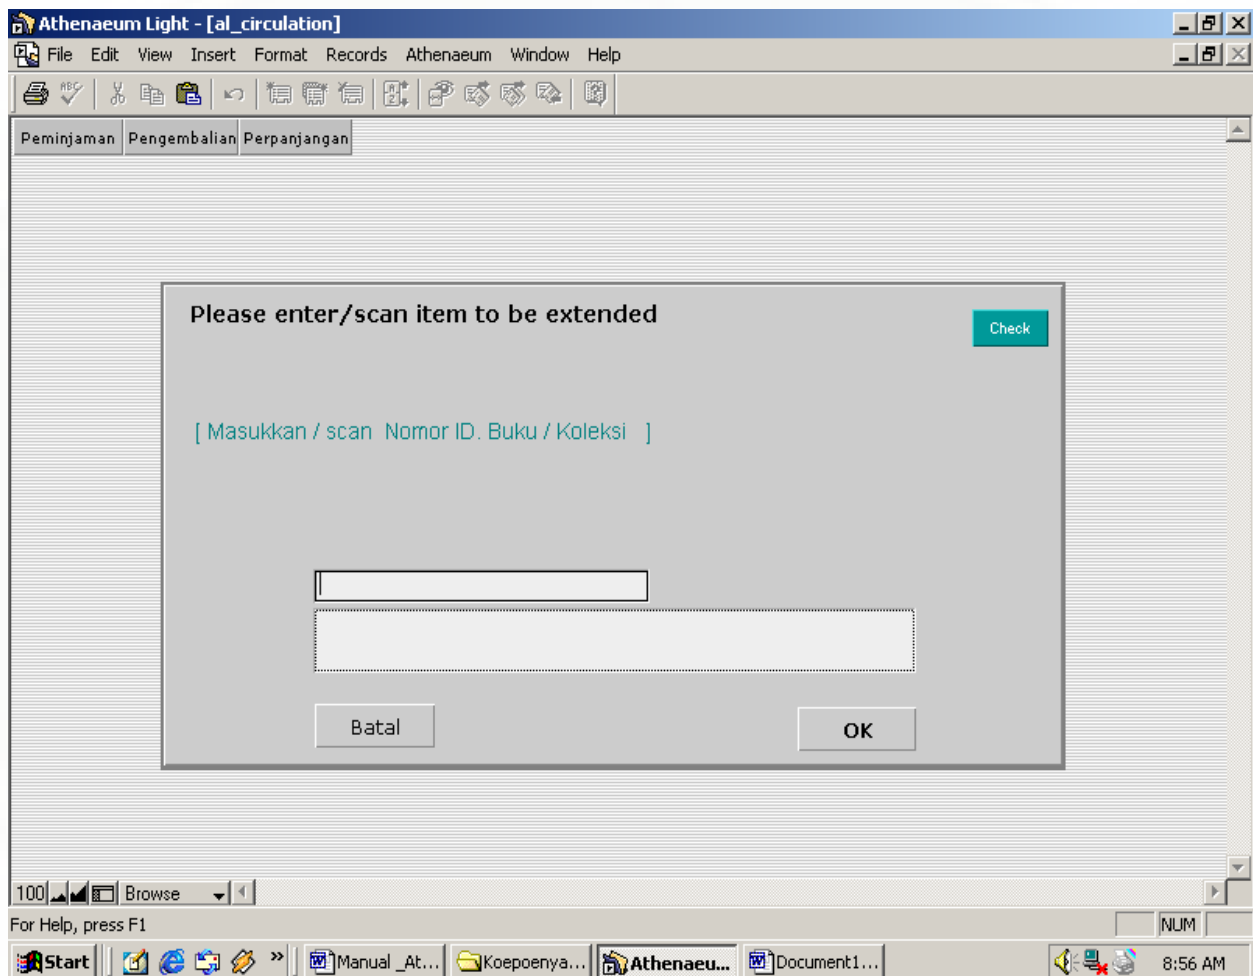 Athenaeum Light - [al_circulation]
File Edit View Insert Format Records Athenaeum Window Help
ABC
Peminjaman Pengembalian Perpanjangan
Please enter/scan item to be extended
Check
[ Masukkan / scan Nomor ID. Buku / Koleksi ]
Batal
OK
100 Browse
For Help, press F1
NUM
Start » Manual _At... Koepoenya... Athenaeu... Document1... 8:56 AM